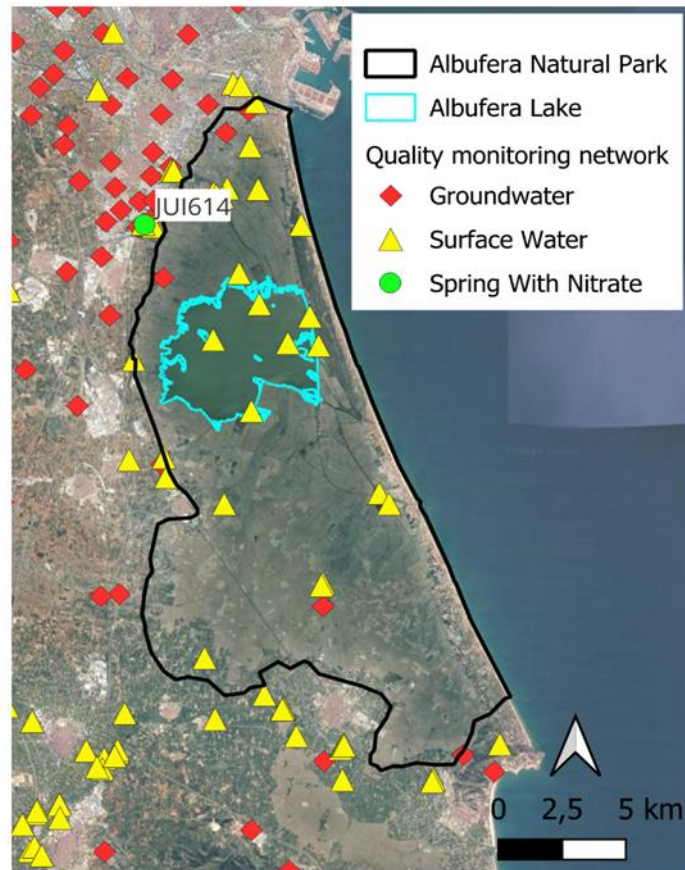 Albufera Natural Park
Albufera Lake
Quality monitoring network
Groundwater
Surface Water
Spring With Nitrate
JUI614
0 2,5 5 km